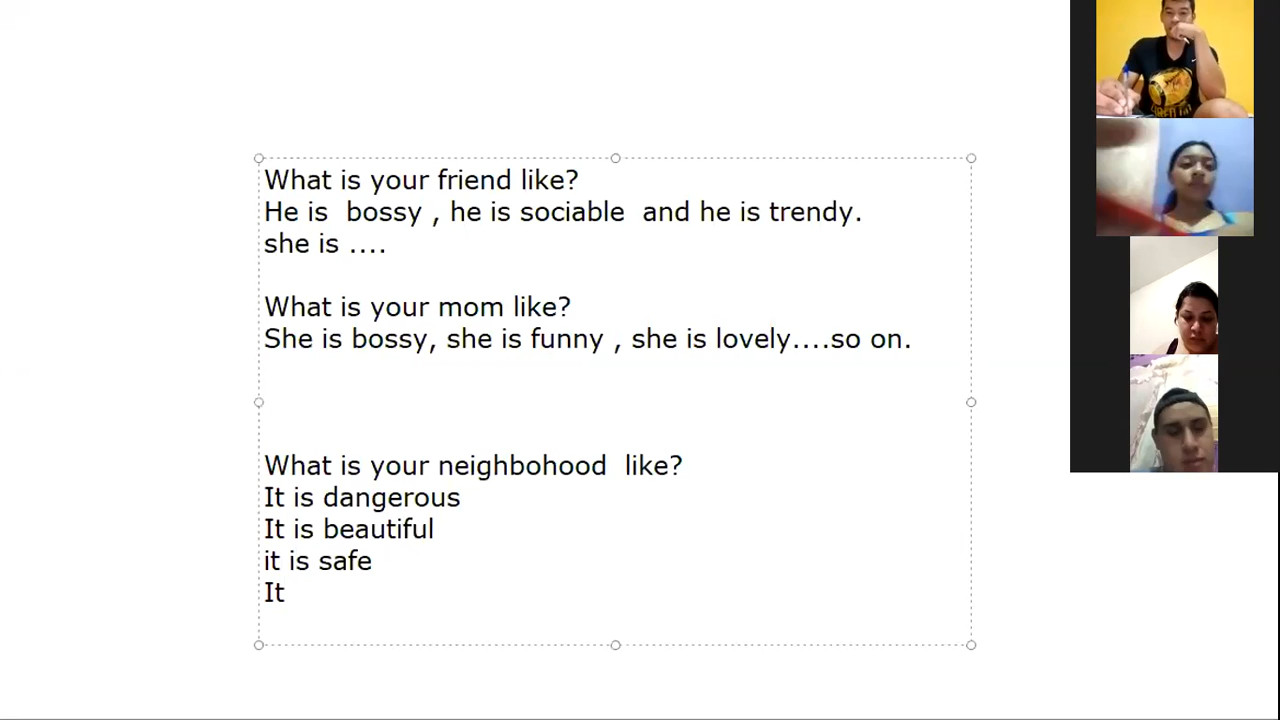 What is your friend like?
He is  bossy , he is sociable  and he is trendy.
she is ....
What is your mom like?
She is bossy, she is funny , she is lovely....so on.
What is your neighbohood  like?
It is dangerous
It is beautiful
it is safe
It